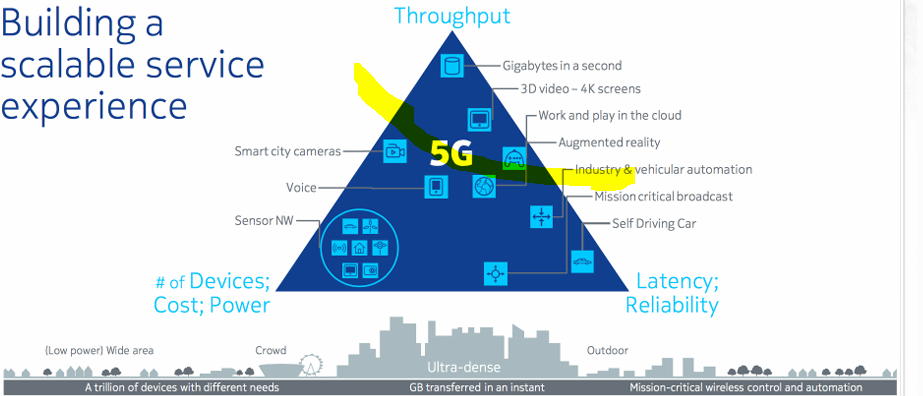 Building a
scalable service
experience
Throughput
Gigabytes in a second
3D video – 4K screens
Work and play in the cloud
Augmented reality
Industry & vehicular automation
Mission critical broadcast
Self Driving Car
5G
Smart city cameras
Voice
Sensor NW
# of Devices;
Cost; Power
Latency;
Reliability
(Low power) Wide area
Crowd
Ultra-dense
Outdoor
A trillion of devices with different needs
GB transferred in an instant
Mission-critical wireless control and automation